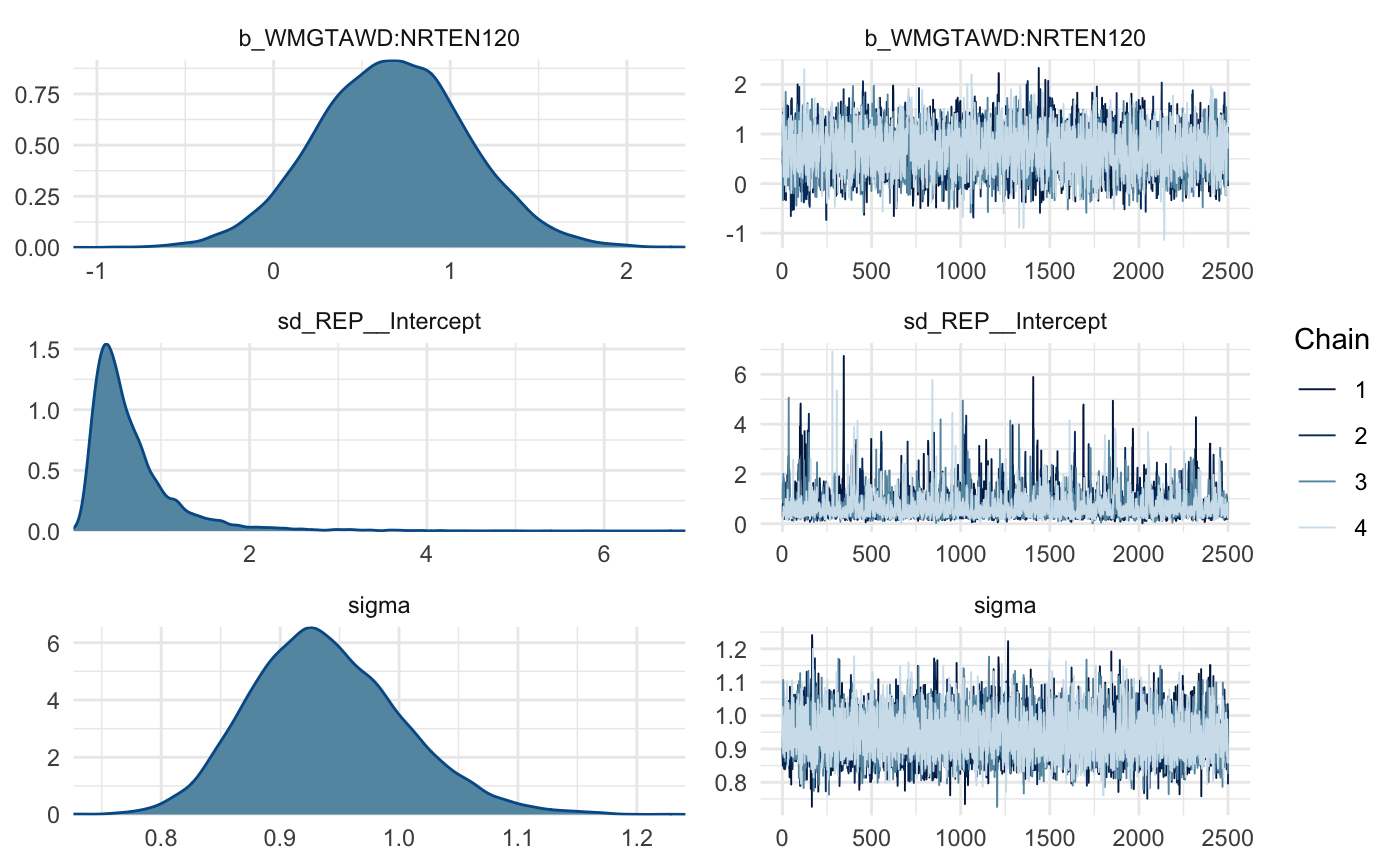 b_WMGTAWD:NRTEN120
b_WMGTAWD:NRTEN120
0.75
0.50
0.25
0.00
-1 0 1 2
2
1
0
-1
0 500 1000 1500 2000 2500
sd_REP__Intercept
sd_REP__Intercept
1.5
1.0
0.5
0.0
2 4 6
6
4
2
0
0 500 1000 1500 2000 2500
sigma
sigma
6
4
2
0
0.8 0.9 1.0 1.1 1.2
1.2
1.1
1.0
0.9
0.8
0 500 1000 1500 2000 2500
Chain
1
2
3
4